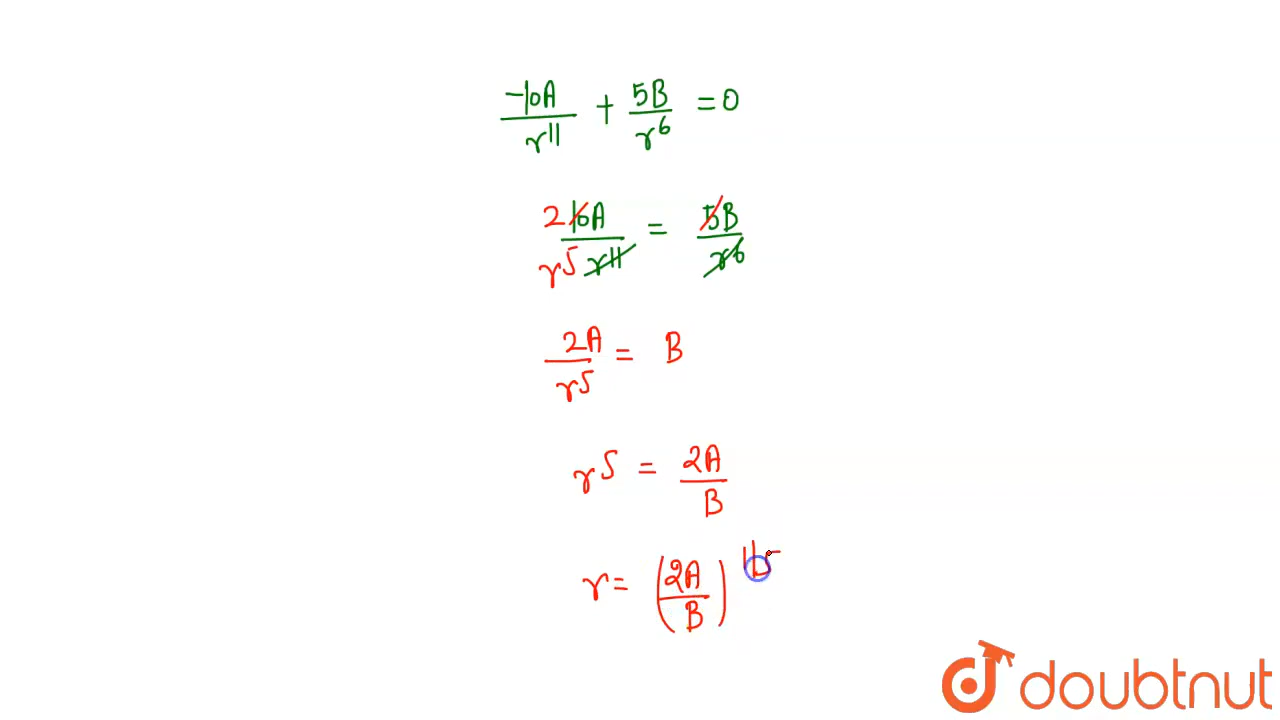 -10A/r^11 + 5B/r^6 = 0
2 10A/r^5 r^11 = 5B/r^6
2A/r^5 = B
r^5 = 2A/B
r = (2A/B)^1/5
doubtnut